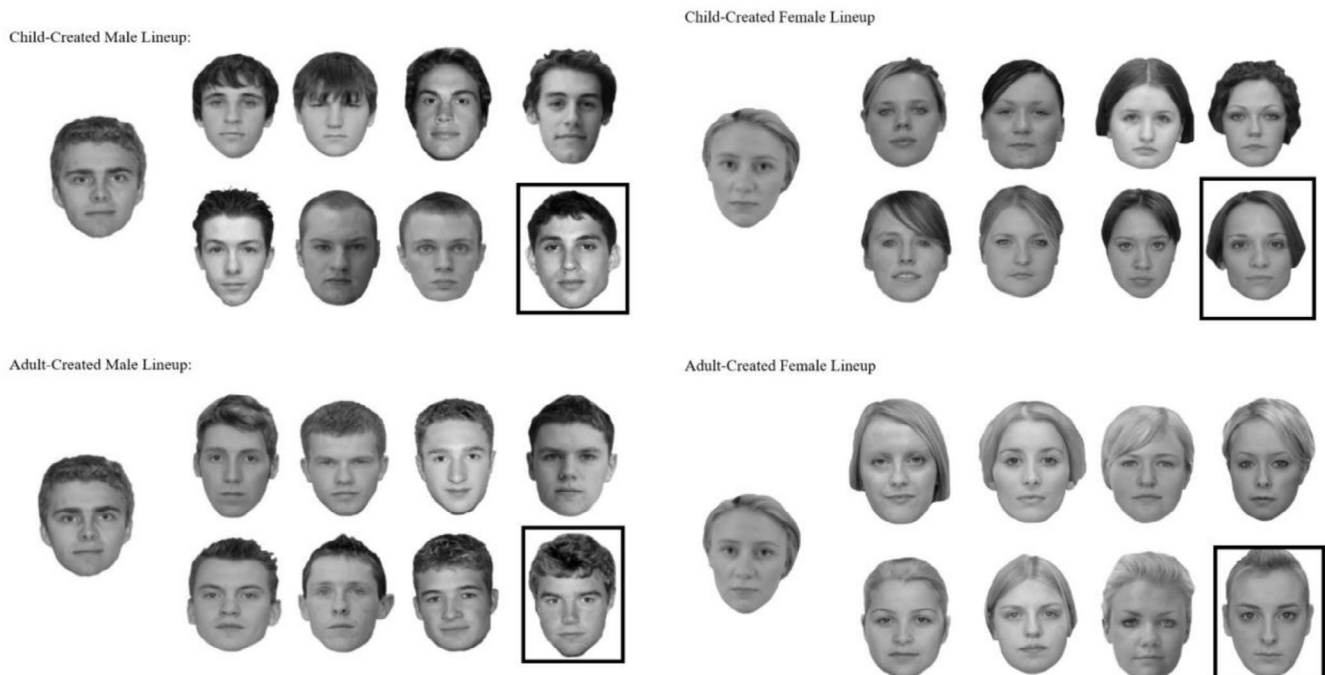 Child-Created Male Lineup:
Child-Created Female Lineup
Adult-Created Male Lineup:
Adult-Created Female Lineup